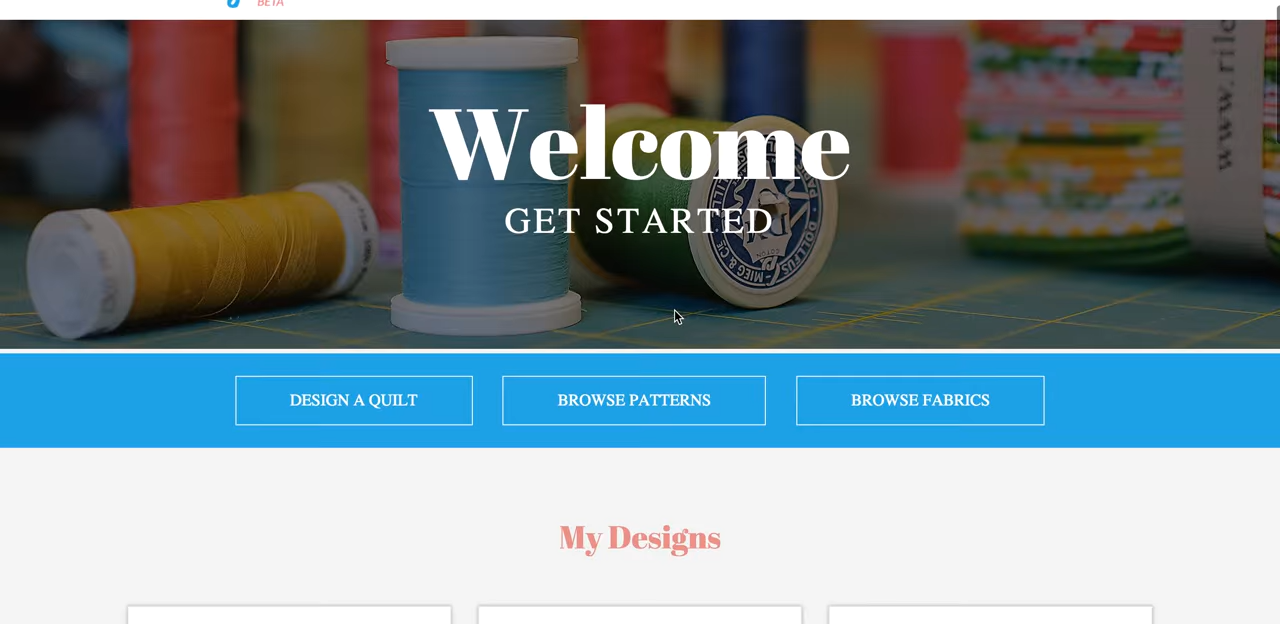 BETA
Welcome
GET STARTED
DESIGN A QUILT
BROWSE PATTERNS
BROWSE FABRICS
My Designs